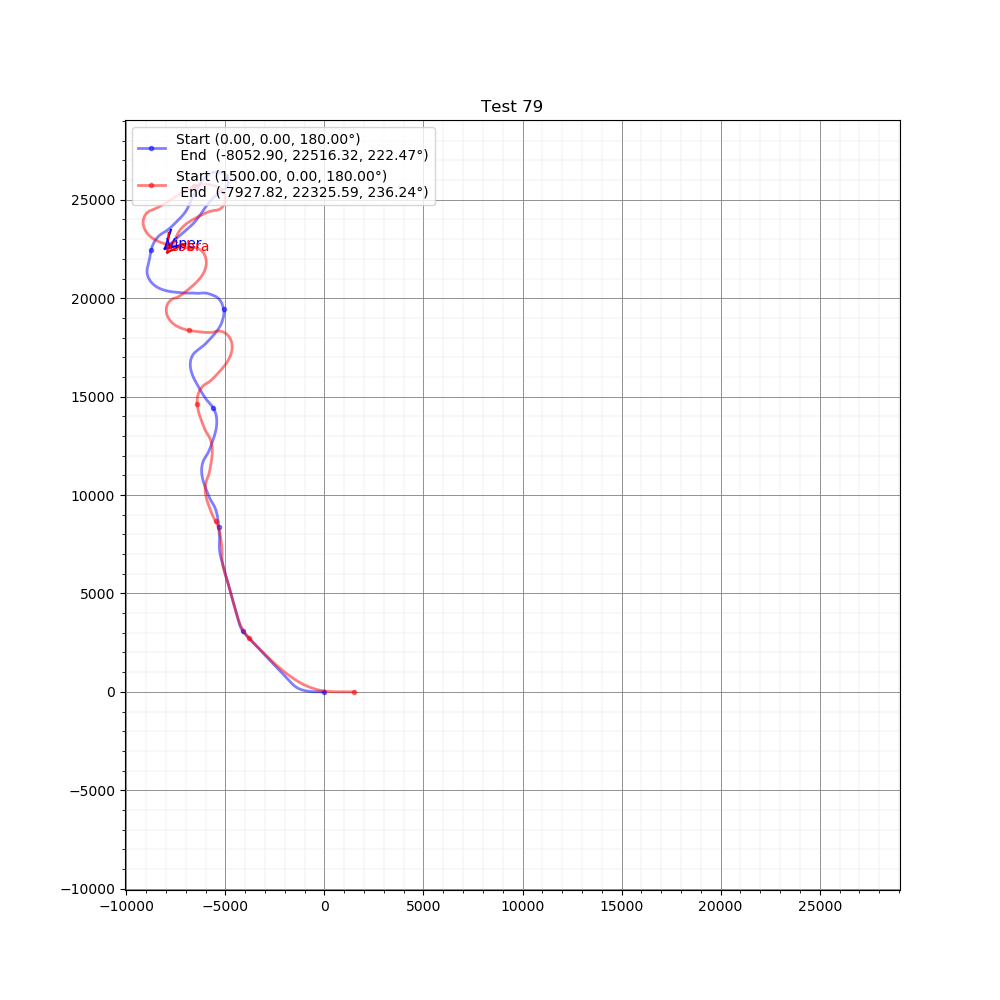 Test 79
Start (0.00, 0.00, 180.00°)
End (-8052.90, 22516.32, 222.47°)
Start (1500.00, 0.00, 180.00°)
End (-7927.82, 22325.59, 236.24°)
25000
20000
15000
10000
5000
0
−5000
−10000
−10000 −5000 0 5000 10000 15000 20000 25000